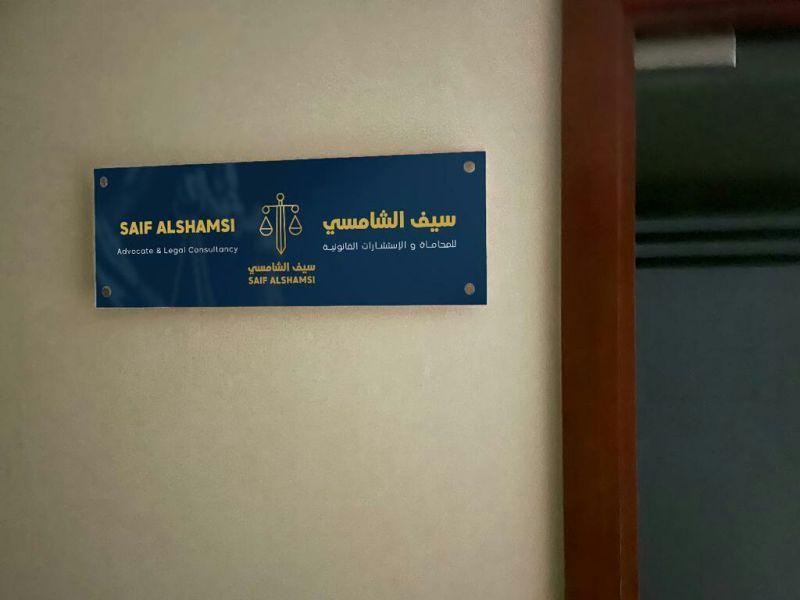 SAIF ALSHAMSI
Advocate & Legal Consultancy
سيف الشامسي
SAIF ALSHAMSI
سيف الشامسي
للمحاماة و الإستشارات القانونية